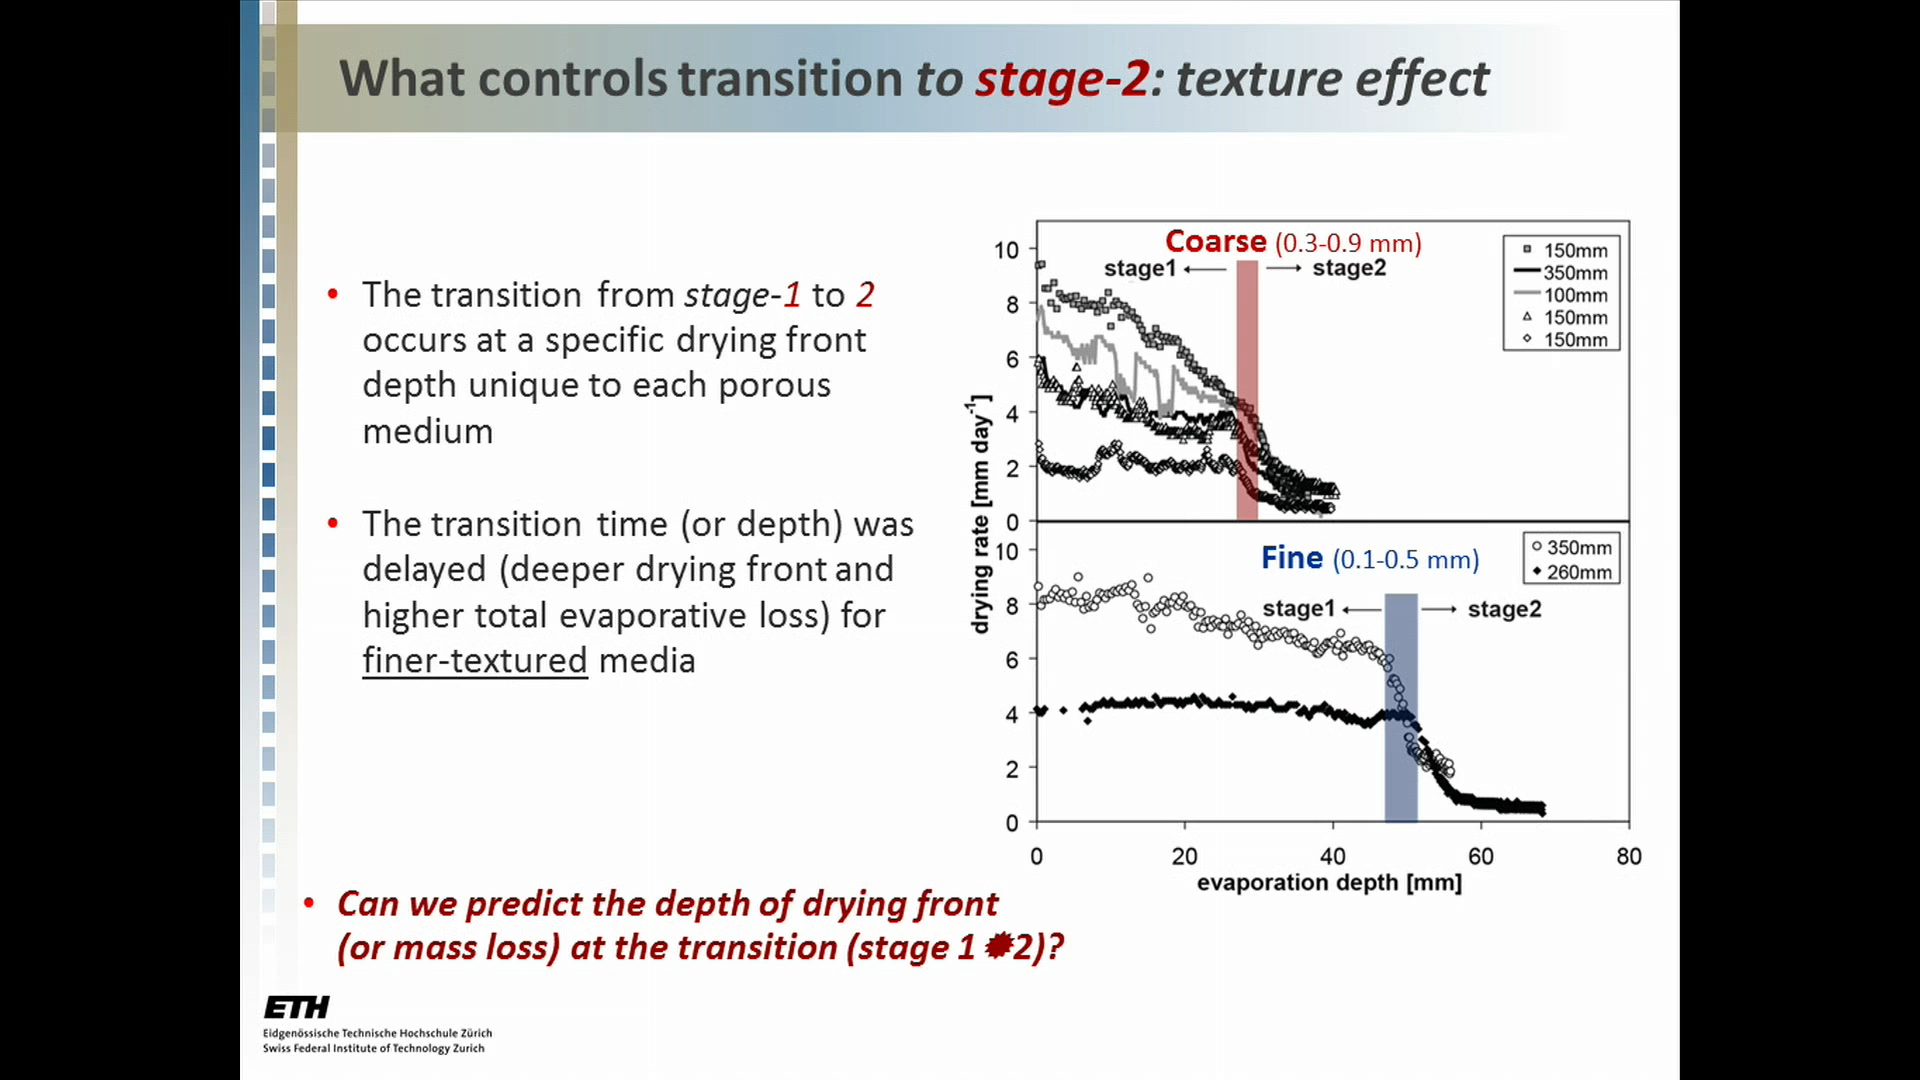 What controls transition to stage-2: texture effect
• The transition from stage-1 to 2
occurs at a specific drying front
depth unique to each porous
medium
• The transition time (or depth) was
delayed (deeper drying front and
higher total evaporative loss) for
finer-textured media
• Can we predict the depth of drying front
(or mass loss) at the transition (stage 1 ✹2)?
Coarse (0.3-0.9 mm)
stage1 ← → stage2
150mm
350mm
100mm
150mm
150mm
10
8
6
4
2
0
drying rate [mm day-1]
Fine (0.1-0.5 mm)
stage1 ← → stage2
350mm
260mm
10
8
6
4
2
0
0 20 40 60 80
evaporation depth [mm]
ETH
Eidgenössische Technische Hochschule Zürich
Swiss Federal Institute of Technology Zurich